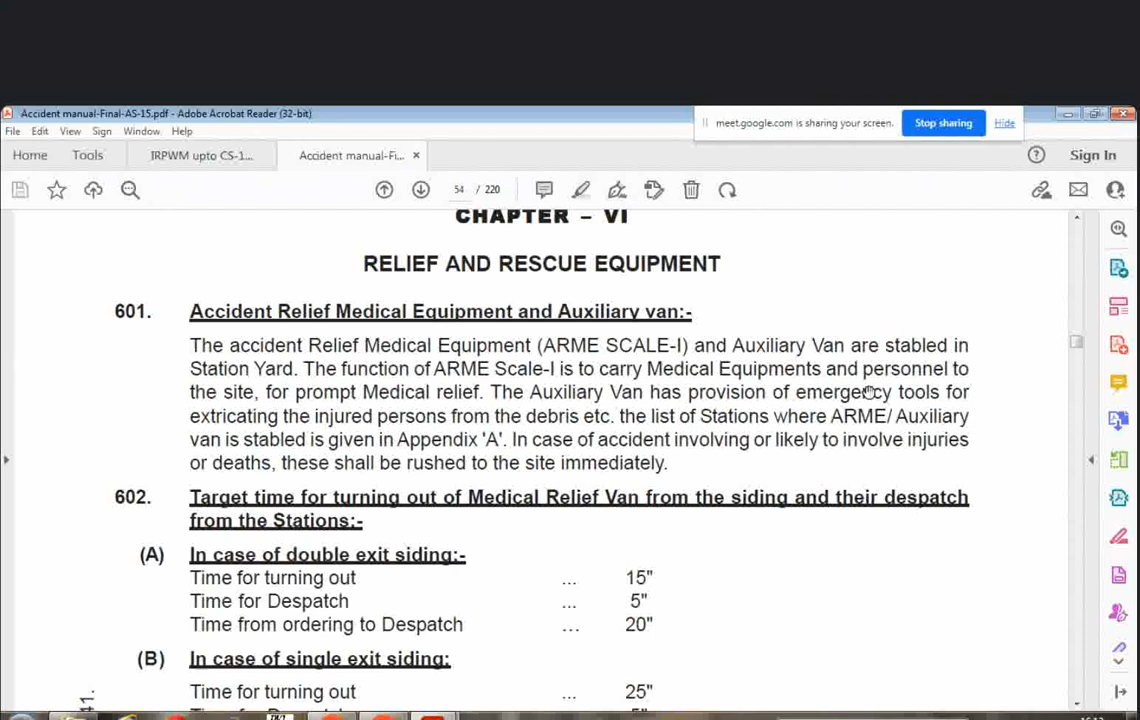 Accident manual-Final-AS-15.pdf - Adobe Acrobat Reader (32-bit)
meet.google.com is sharing your screen.
Stop sharing
Hide
File Edit View Sign Window Help
Home Tools IRPWM upto CS-1... Accident manual-Fi... ×
Sign In
54 / 220
CHAPTER – VI
RELIEF AND RESCUE EQUIPMENT
601. Accident Relief Medical Equipment and Auxiliary van:-
The accident Relief Medical Equipment (ARME SCALE-I) and Auxiliary Van are stabled in
Station Yard. The function of ARME Scale-I is to carry Medical Equipments and personnel to
the site, for prompt Medical relief. The Auxiliary Van has provision of emergency tools for
extricating the injured persons from the debris etc. the list of Stations where ARME/ Auxiliary
van is stabled is given in Appendix 'A'. In case of accident involving or likely to involve injuries
or deaths, these shall be rushed to the site immediately.
602. Target time for turning out of Medical Relief Van from the siding and their despatch
from the Stations:-
(A) In case of double exit siding:-
Time for turning out ... 15"
Time for Despatch ... 5"
Time from ordering to Despatch ... 20"
(B) In case of single exit siding:
Time for turning out ... 25"